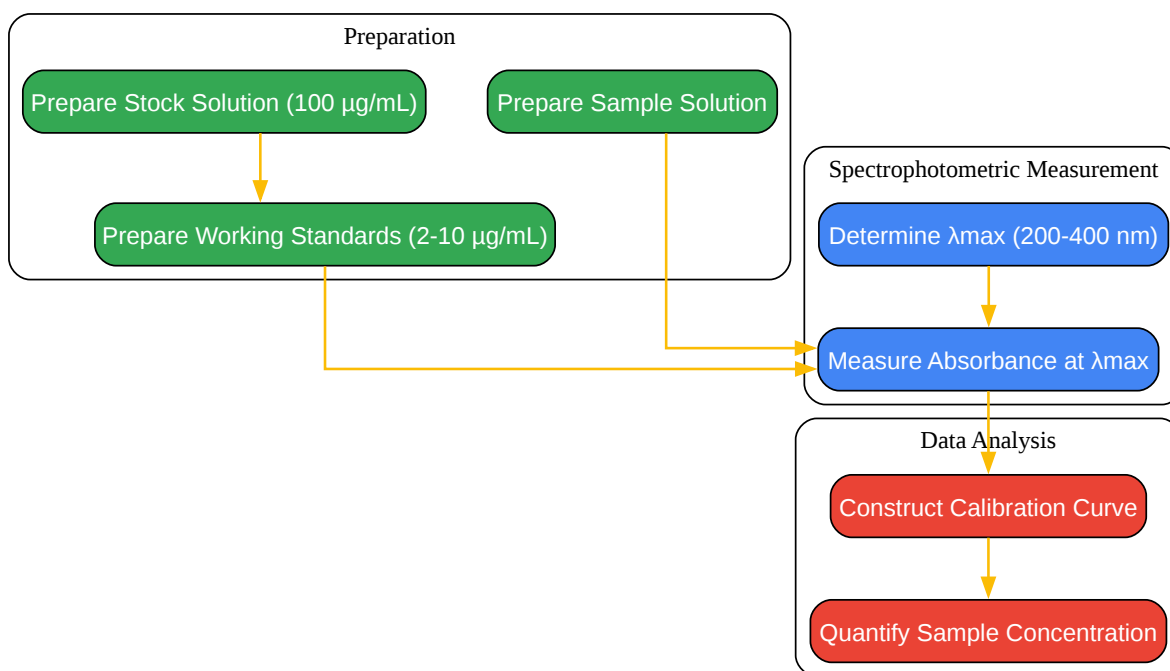 Preparation
Prepare Stock Solution (100 µg/mL)
Prepare Sample Solution
Prepare Working Standards (2-10 µg/mL)
Spectrophotometric Measurement
Determine λmax (200-400 nm)
Measure Absorbance at λmax
Data Analysis
Construct Calibration Curve
Quantify Sample Concentration